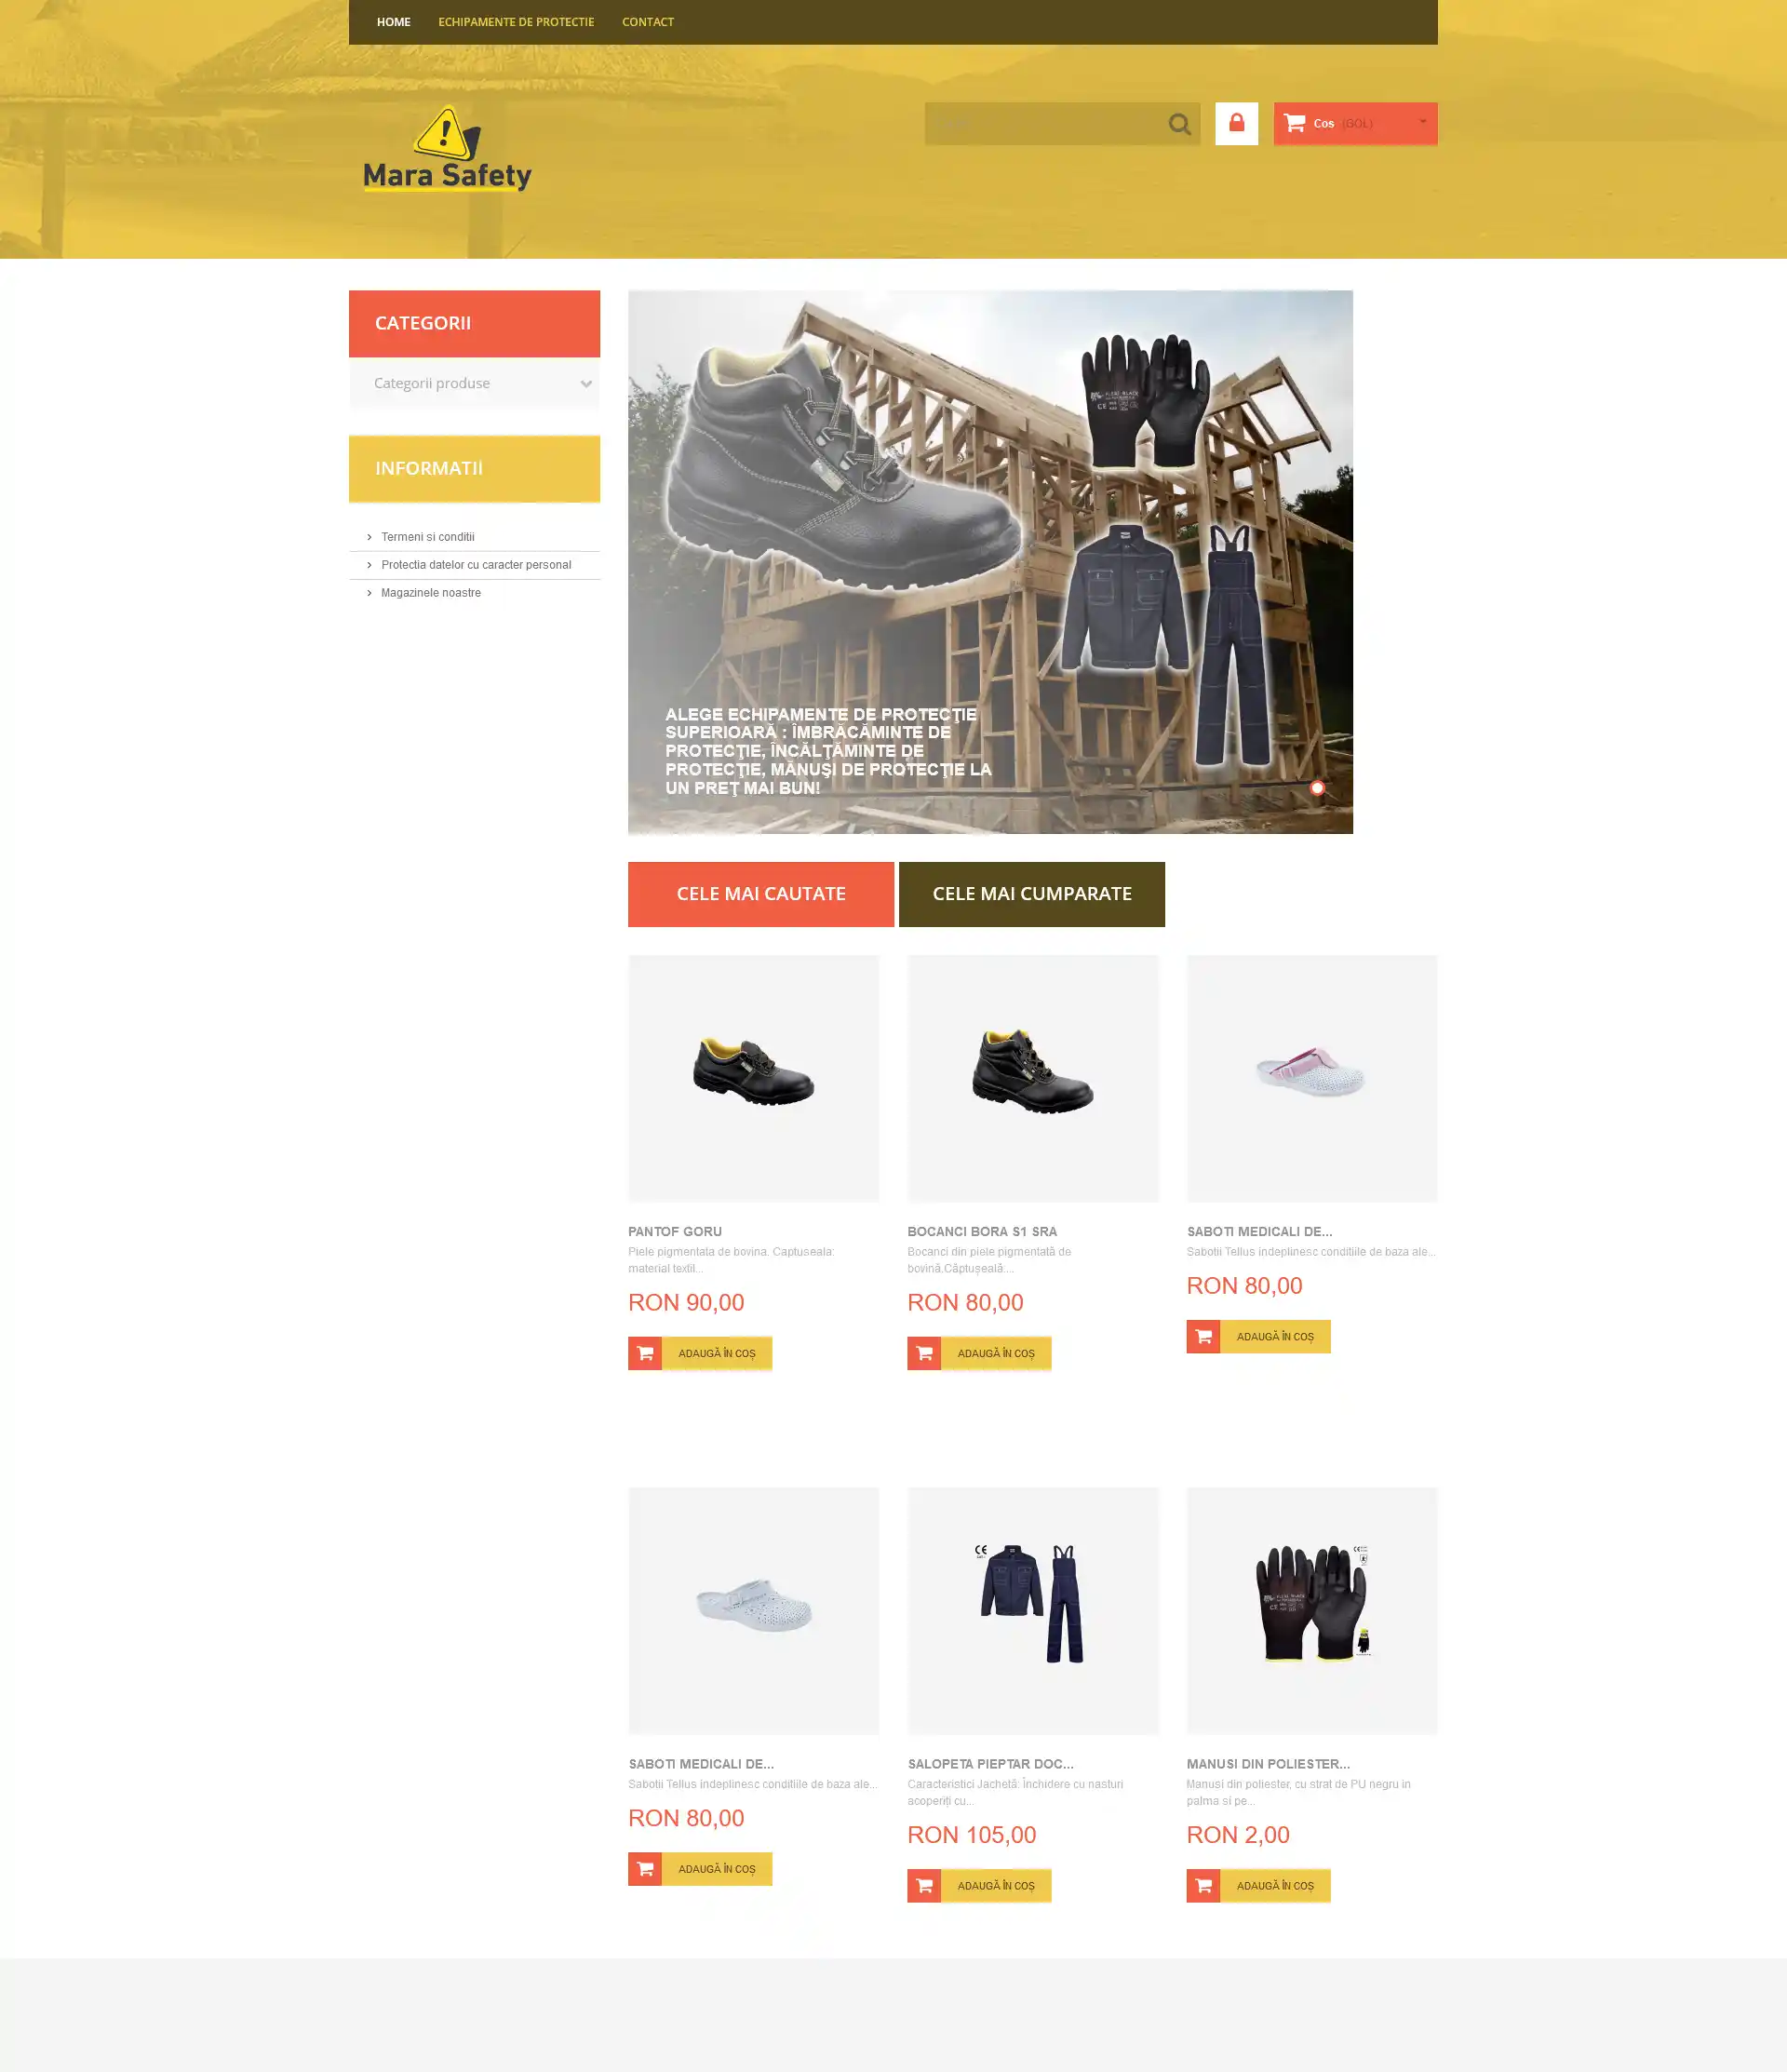 HOME ECHIPAMENTE DE PROTECTIE CONTACT
Mara Safety
Cos (GOL)
CATEGORII
Categorii produse
INFORMATII
Termeni si conditii
Protectia datelor cu caracter personal
Magazinele noastre
ALEGE ECHIPAMENTE DE PROTECŢIE
SUPERIOARĂ : ÎMBRĂCĂMINTE DE
PROTECŢIE, ÎNCĂLŢĂMINTE DE
PROTECŢIE, MĂNUŞI DE PROTECŢIE LA
UN PREŢ MAI BUN!
CELE MAI CAUTATE CELE MAI CUMPARATE
PANTOF GORU
Piele pigmentata de bovina. Captuseala:
material textil...
RON 90,00
ADAUGĂ ÎN COȘ
BOCANCI BORA S1 SRA
Bocanci din piele pigmentată de
bovină.Căptușeală:...
RON 80,00
ADAUGĂ ÎN COȘ
SABOTI MEDICALI DE...
Sabotii Tellus indeplinesc conditiile de baza ale...
RON 80,00
ADAUGĂ ÎN COȘ
SABOTI MEDICALI DE...
Sabotii Tellus indeplinesc conditiile de baza ale...
RON 80,00
ADAUGĂ ÎN COȘ
SALOPETA PIEPTAR DOC...
Caracteristici Jachetă: Închidere cu nasturi
acoperiți cu...
RON 105,00
ADAUGĂ ÎN COȘ
MANUSI DIN POLIESTER...
Manusi din poliester, cu strat de PU negru in
palma si pe...
RON 2,00
ADAUGĂ ÎN COȘ